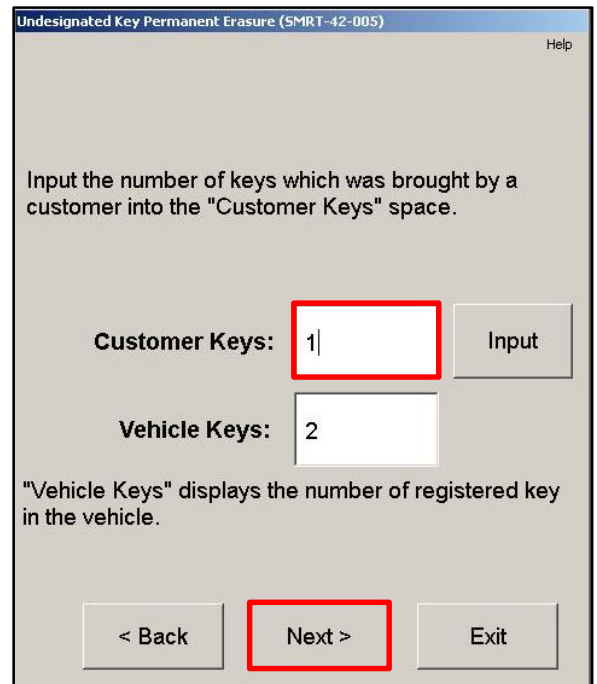 Undesignated Key Permanent Erasure (SMRT-42-005)
Help
Input the number of keys which was brought by a
customer into the "Customer Keys" space.
Customer Keys: 1 Input
Vehicle Keys: 2
"Vehicle Keys" displays the number of registered key
in the vehicle.
< Back Next > Exit